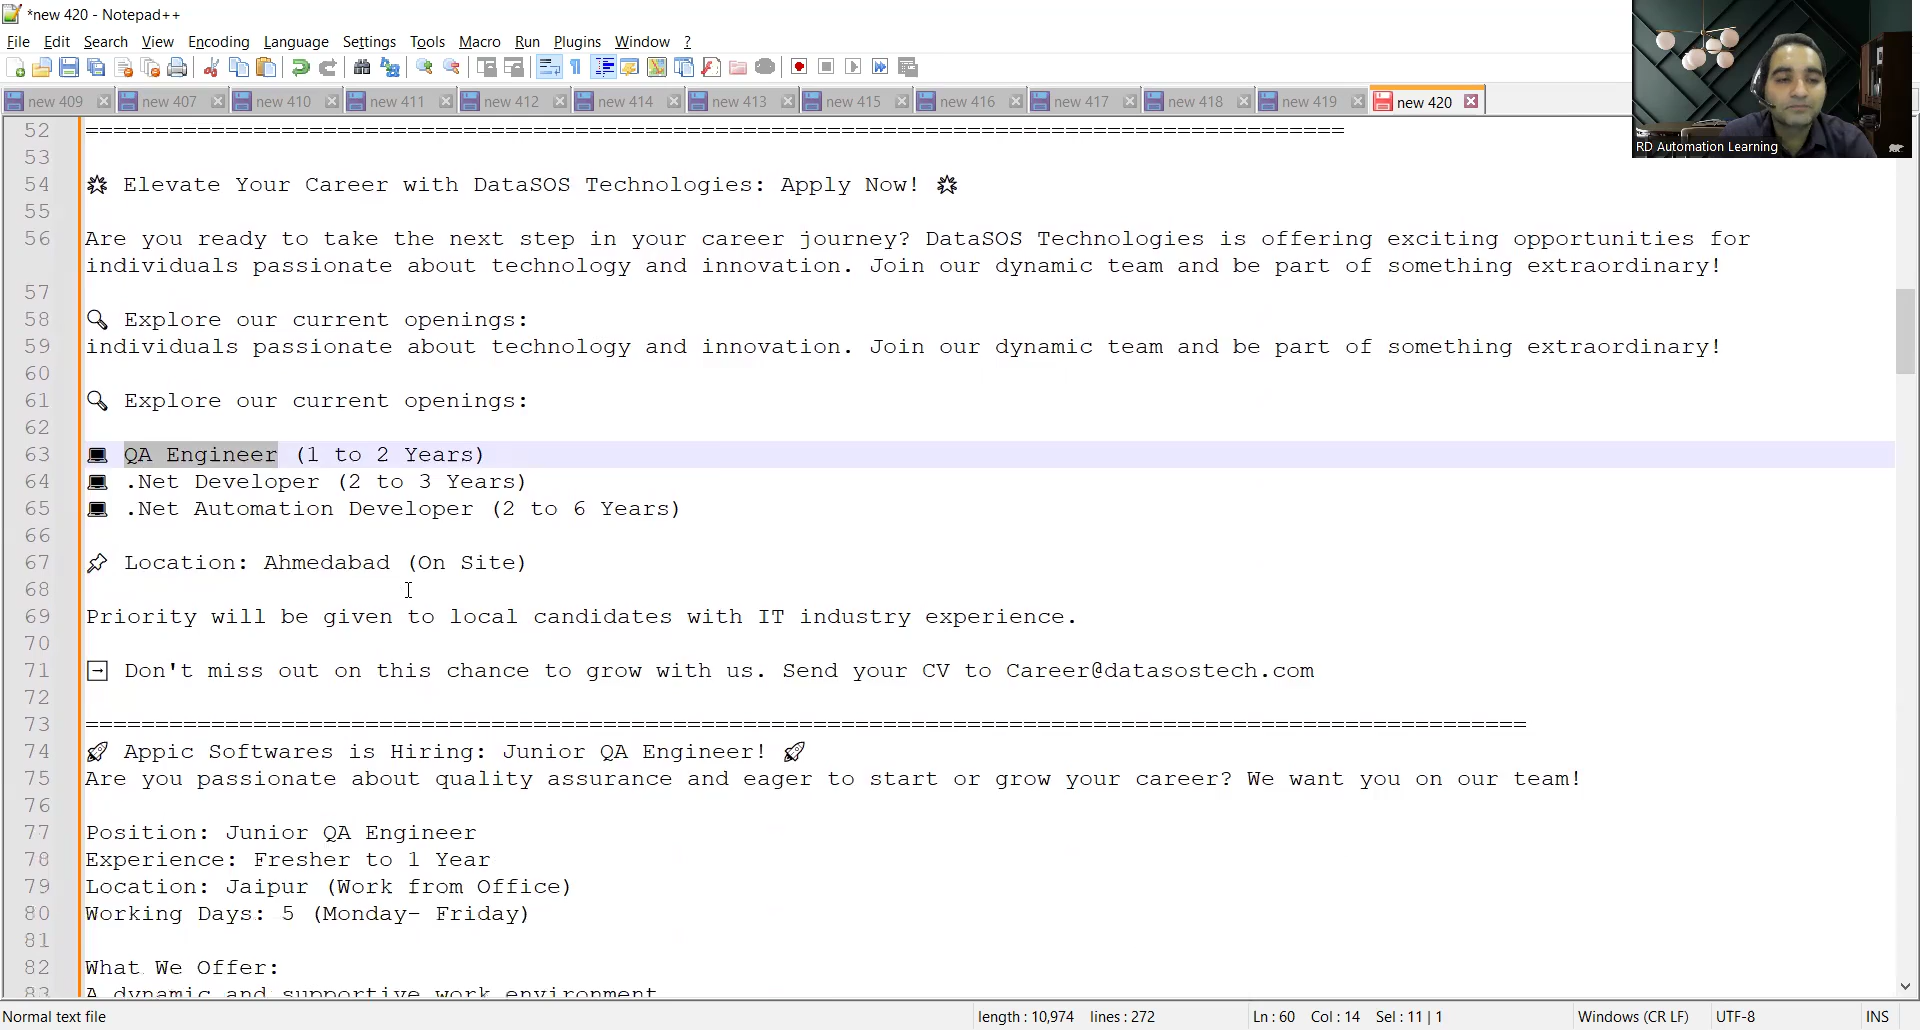 *new 420 - Notepad++
File Edit Search View Encoding Language Settings Tools Macro Run Plugins Window ?
new 409 new 407 new 410 new 411 new 412 new 414 new 413 new 415 new 416 new 417 new 418 new 419 new 420
RD Automation Learning
52 ==========================================================================================
53
54 Elevate Your Career with DataSOS Technologies: Apply Now!
55
56 Are you ready to take the next step in your career journey? DataSOS Technologies is offering exciting opportunities for
individuals passionate about technology and innovation. Join our dynamic team and be part of something extraordinary!
57
58 🔍 Explore our current openings:
59 individuals passionate about technology and innovation. Join our dynamic team and be part of something extraordinary!
60
61 🔍 Explore our current openings:
62
63 💻 QA Engineer (1 to 2 Years)
64 💻 .Net Developer (2 to 3 Years)
65 💻 .Net Automation Developer (2 to 6 Years)
66
67 📌 Location: Ahmedabad (On Site)
68
69 Priority will be given to local candidates with IT industry experience.
70
71 ➡ Don't miss out on this chance to grow with us. Send your CV to Career@datasostech.com
72
73 =======================================================================================================
74 🚀 Appic Softwares is Hiring: Junior QA Engineer! 🚀
75 Are you passionate about quality assurance and eager to start or grow your career? We want you on our team!
76
77 Position: Junior QA Engineer
78 Experience: Fresher to 1 Year
79 Location: Jaipur (Work from Office)
80 Working Days: 5 (Monday- Friday)
81
82 What We Offer:
83 A dynamic and supportive work environment
Normal text file length : 10,974 lines : 272 Ln : 60 Col : 14 Sel : 11 | 1 Windows (CR LF) UTF-8 INS